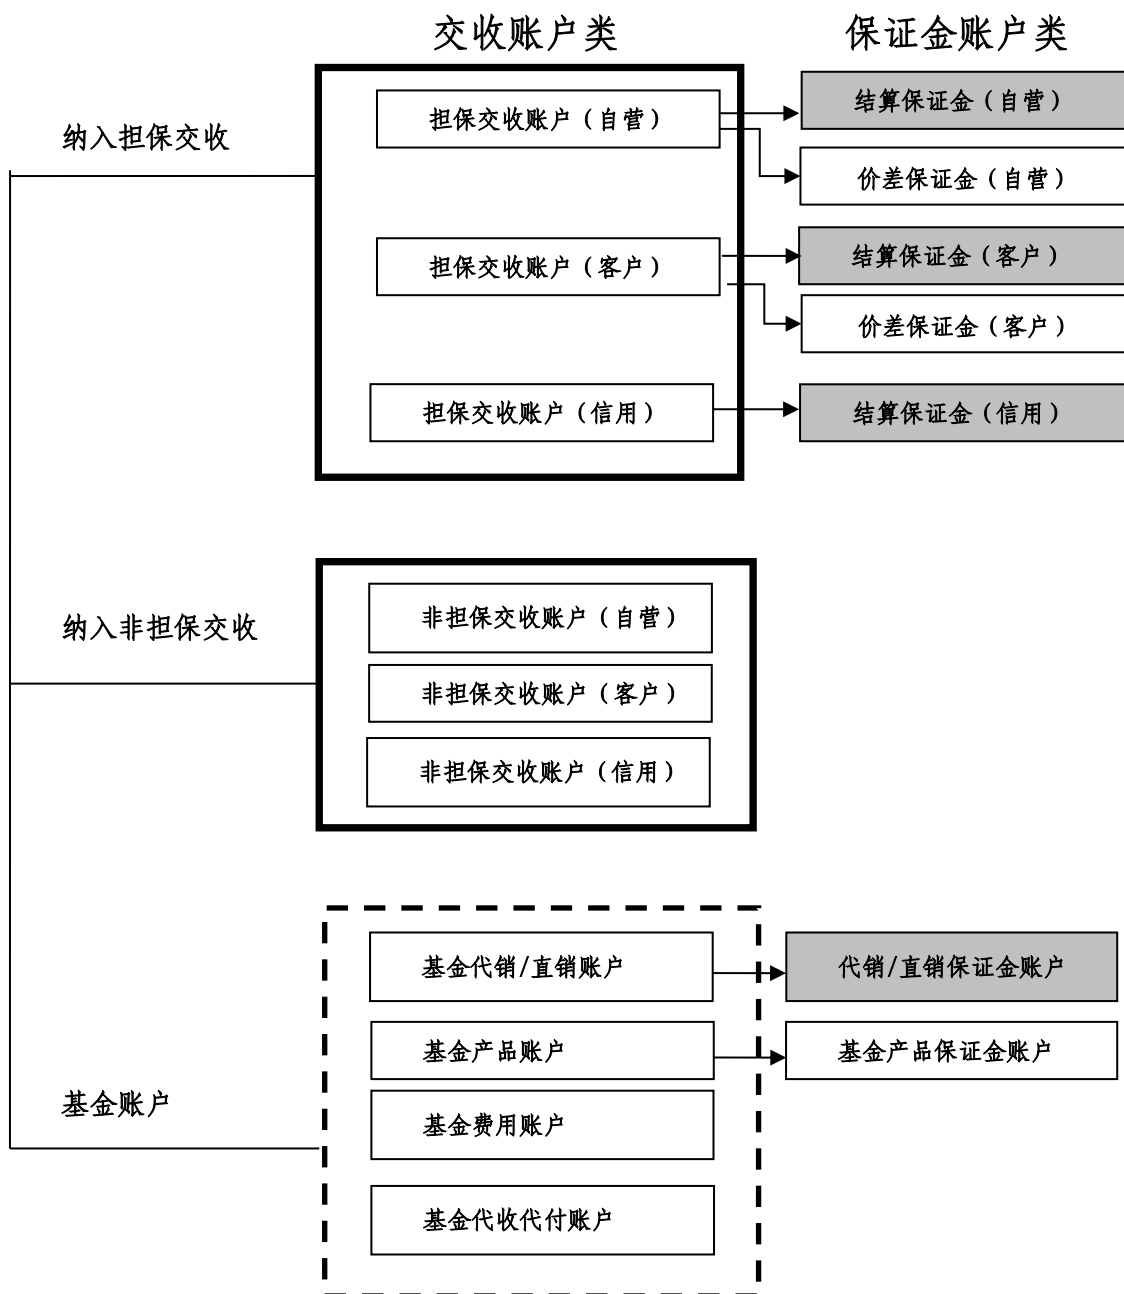 交收账户类
保证金账户类
纳入担保交收
担保交收账户（自营）
结算保证金（自营）
价差保证金（自营）
担保交收账户（客户）
结算保证金（客户）
价差保证金（客户）
担保交收账户（信用）
结算保证金（信用）
纳入非担保交收
非担保交收账户（自营）
非担保交收账户（客户）
非担保交收账户（信用）
基金账户
基金代销/直销账户
代销/直销保证金账户
基金产品账户
基金产品保证金账户
基金费用账户
基金代收代付账户